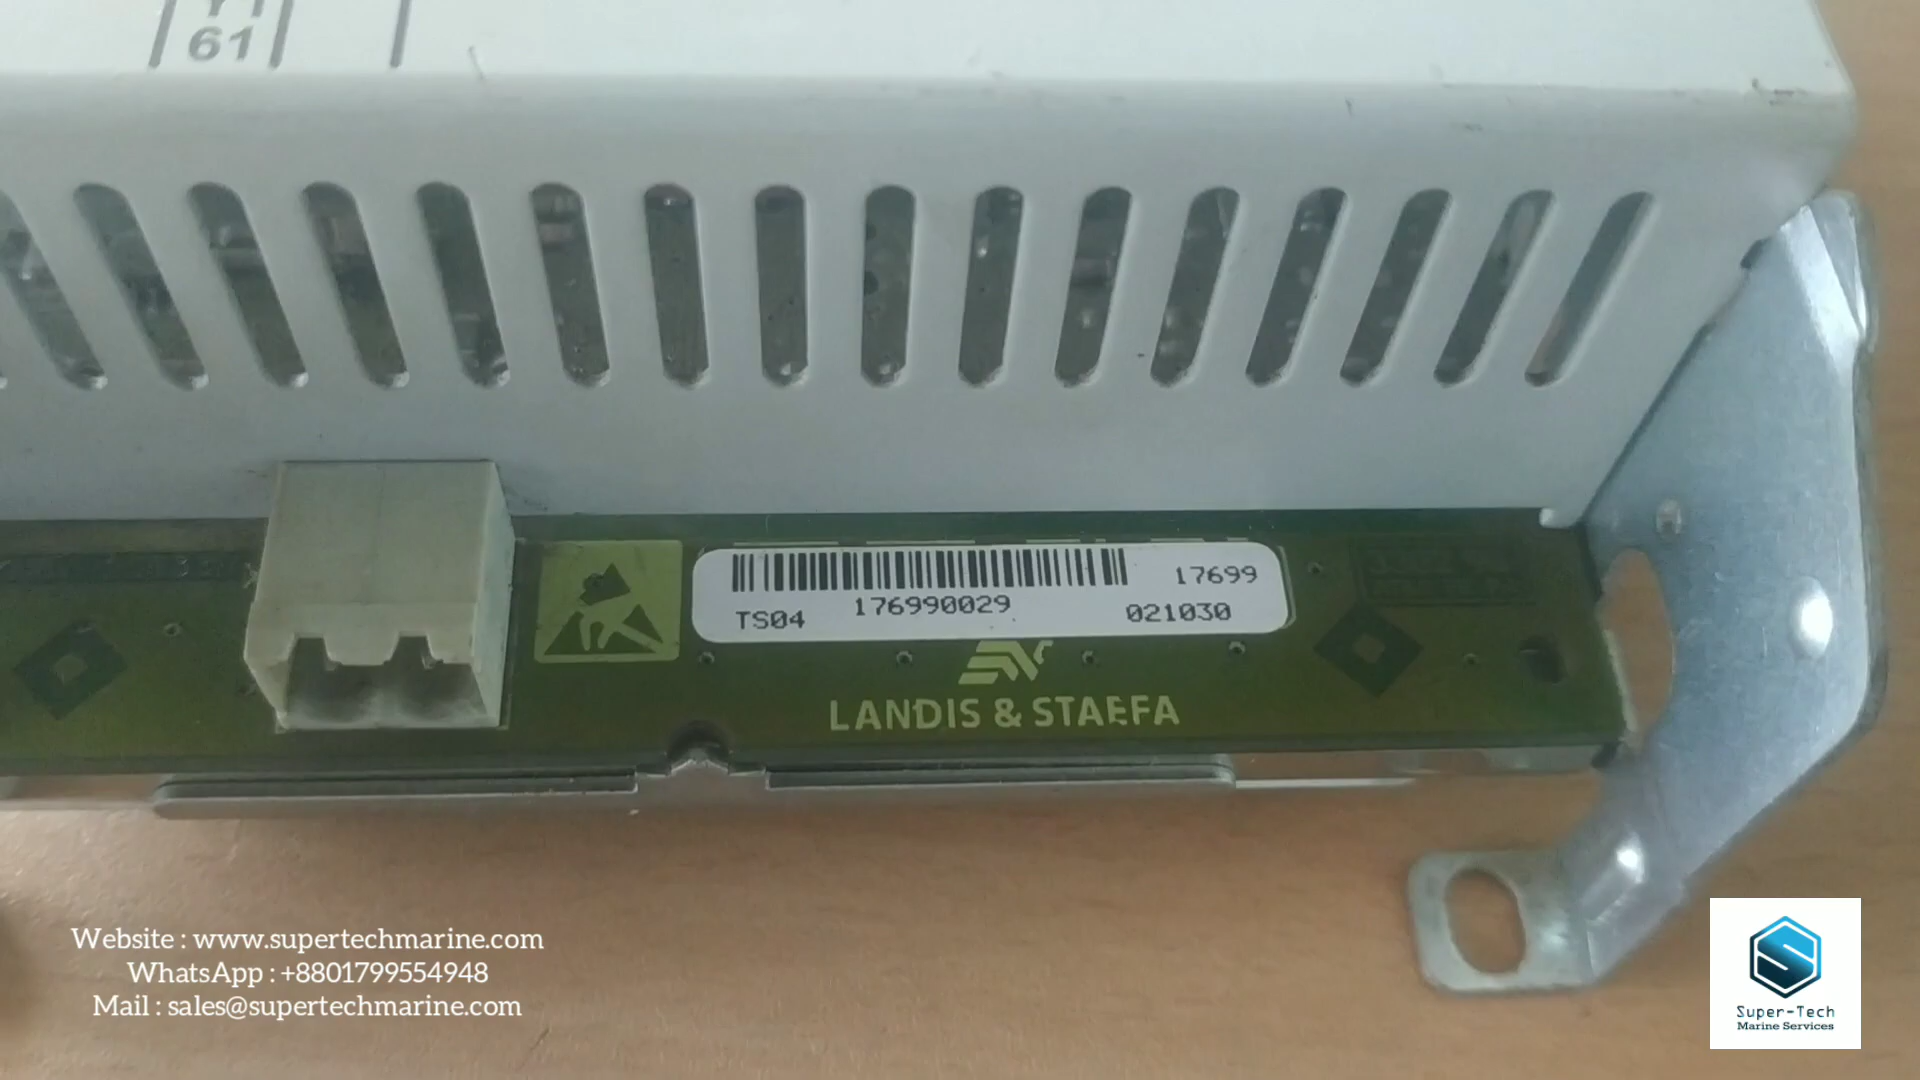 61
17699
176990029
TS04
021030
LANDIS & STAEFA
Website : www.supertechmarine.com
WhatsApp : +8801799554948
Mail : sales@supertechmarine.com
Super-Tech
Marine Services